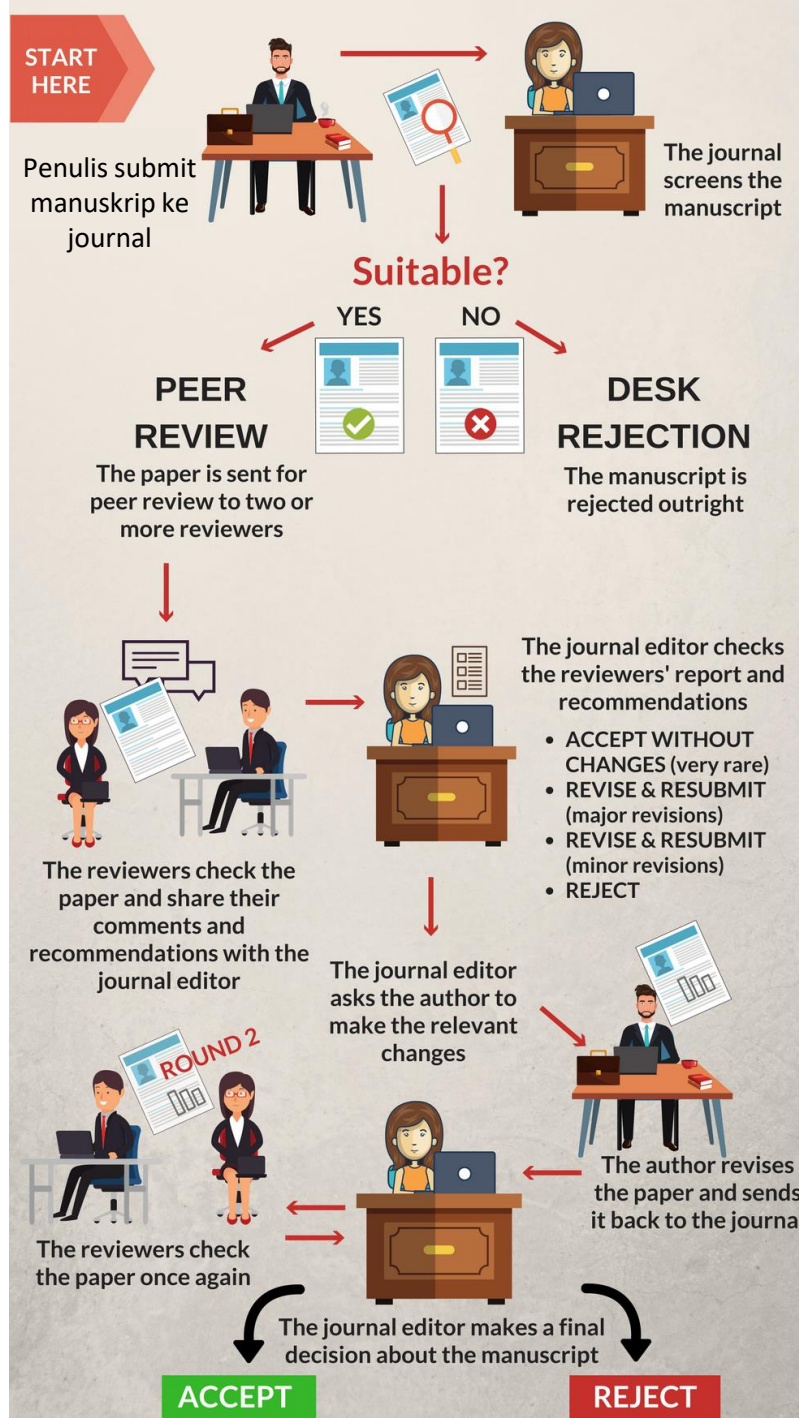 START
HERE
Penulis submit
manuskrip ke
journal
The journal
screens the
manuscript
Suitable?
YES
NO
PEER
REVIEW
The paper is sent for
peer review to two or
more reviewers
DESK
REJECTION
The manuscript is
rejected outright
The reviewers check the
paper and share their
comments and
recommendations with the
journal editor
The journal editor checks
the reviewers' report and
recommendations
• ACCEPT WITHOUT
CHANGES (very rare)
• REVISE & RESUBMIT
(major revisions)
• REVISE & RESUBMIT
(minor revisions)
• REJECT
The journal editor
asks the author to
make the relevant
changes
The author revises
the paper and sends
it back to the journa
ROUND 2
The reviewers check
the paper once again
The journal editor makes a final
decision about the manuscript
ACCEPT
REJECT